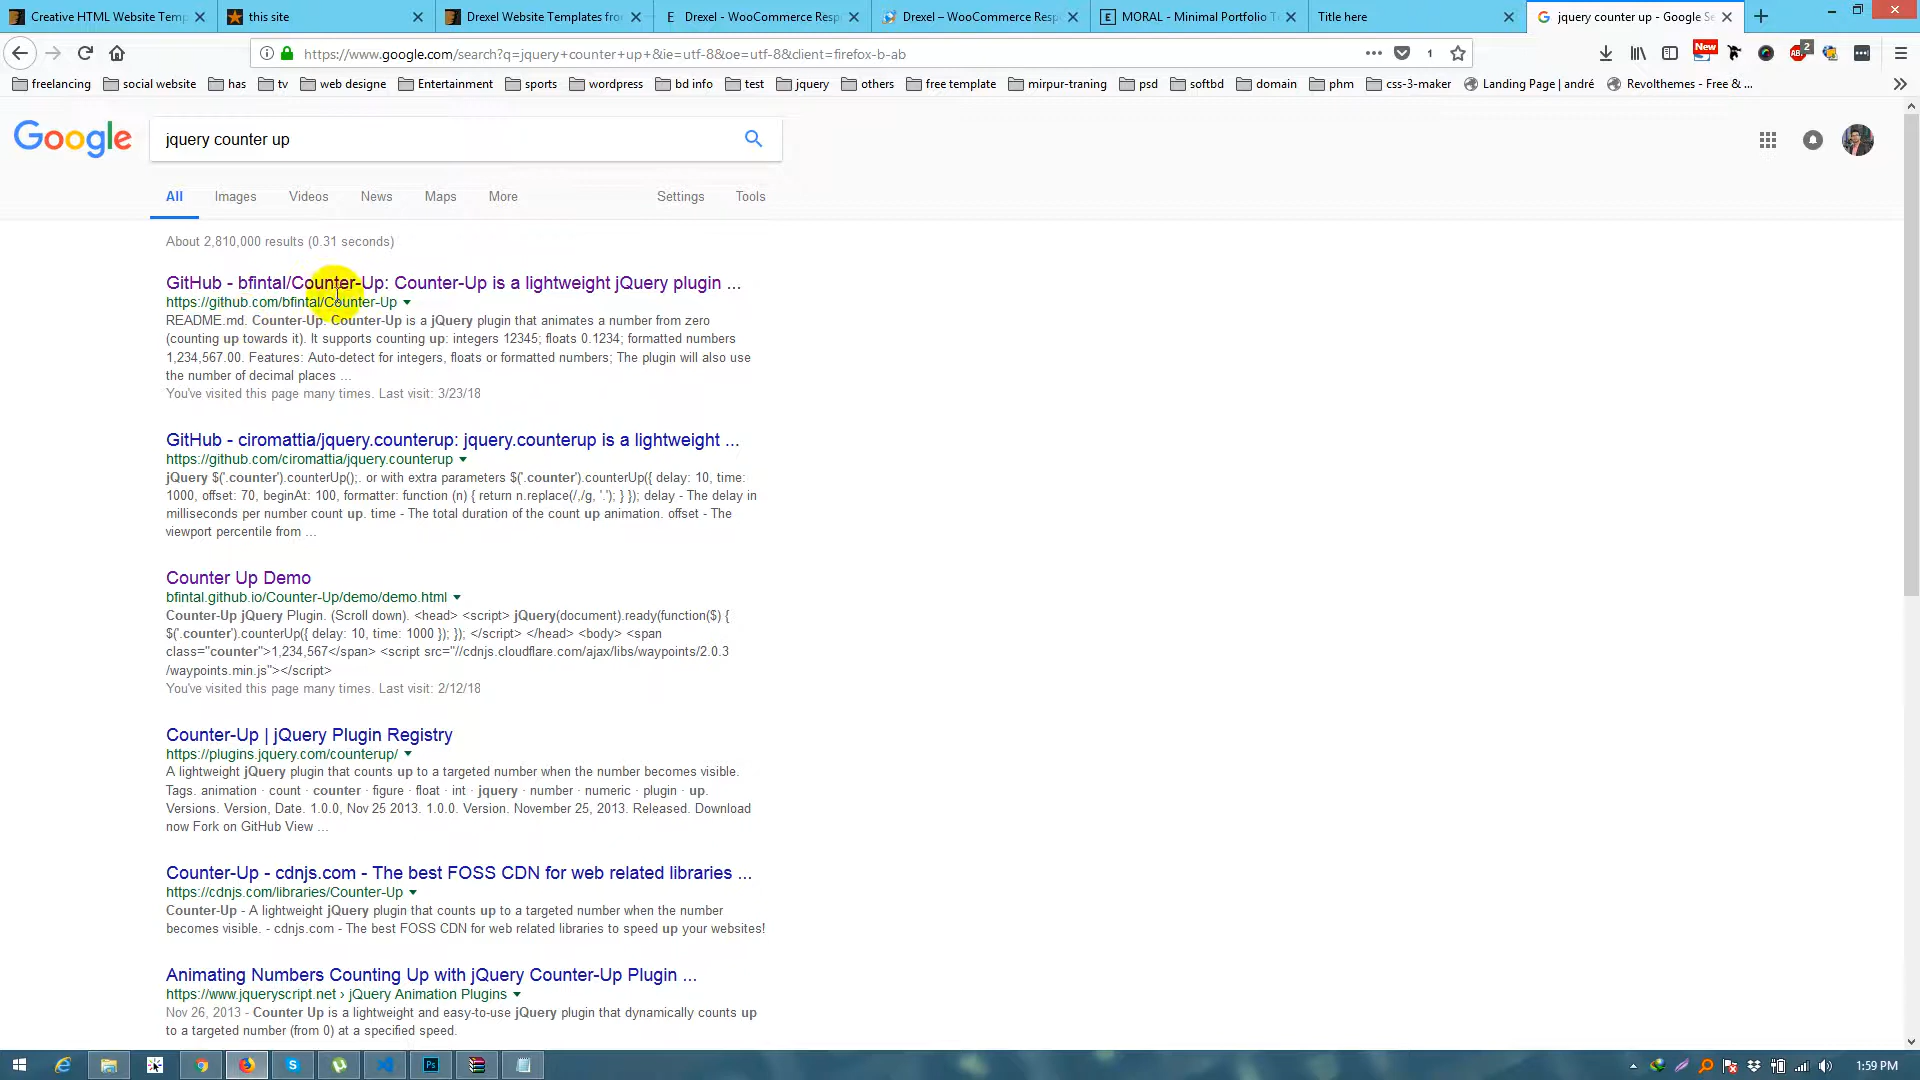 Creative HTML Website Temp
this site
Drexel Website Templates fro
Drexel - WooCommerce Resp
Drexel – WooCommerce Resp
MORAL - Minimal Portfolio T
Title here
jquery counter up - Google Se
https://www.google.com/search?q=jquery+counter+up+&ie=utf-8&oe=utf-8&client=firefox-b-ab
1
New
2
freelancing
social website
has
tv
web designe
Entertainment
sports
wordpress
bd info
test
jquery
others
free template
mirpur-traning
psd
softbd
domain
phm
css-3-maker
Landing Page | andré
Revolthemes - Free & ...
Google
jquery counter up
All
Images
Videos
News
Maps
More
Settings
Tools
About 2,810,000 results (0.31 seconds)
GitHub - bfintal/Counter-Up: Counter-Up is a lightweight jQuery plugin ...
https://github.com/bfintal/Counter-Up
README.md. Counter-Up. Counter-Up is a jQuery plugin that animates a number from zero
(counting up towards it). It supports counting up: integers 12345; floats 0.1234; formatted numbers
1,234,567.00. Features: Auto-detect for integers, floats or formatted numbers; The plugin will also use
the number of decimal places ...
You've visited this page many times. Last visit: 3/23/18
GitHub - ciromattia/jquery.counterup: jquery.counterup is a lightweight ...
https://github.com/ciromattia/jquery.counterup
jQuery $('.counter').counterUp();. or with extra parameters $('.counter').counterUp({ delay: 10, time:
1000, offset: 70, beginAt: 100, formatter: function (n) { return n.replace(/,/g, '.'); } }); delay - The delay in
milliseconds per number count up. time - The total duration of the count up animation. offset - The
viewport percentile from ...
Counter Up Demo
bfintal.github.io/Counter-Up/demo/demo.html
Counter-Up jQuery Plugin. (Scroll down). <head> <script> jQuery(document).ready(function($) {
$('.counter').counterUp({ delay: 10, time: 1000 }); }); </script> </head> <body> <span
class="counter">1,234,567</span> <script src="//cdnjs.cloudflare.com/ajax/libs/waypoints/2.0.3
/waypoints.min.js"></script>
You've visited this page many times. Last visit: 2/12/18
Counter-Up | jQuery Plugin Registry
https://plugins.jquery.com/counterup/
A lightweight jQuery plugin that counts up to a targeted number when the number becomes visible.
Tags. animation · count · counter · figure · float · int · jquery · number · numeric · plugin · up.
Versions. Version, Date. 1.0.0, Nov 25 2013. 1.0.0. Version. November 25, 2013. Released. Download
now Fork on GitHub View ...
Counter-Up - cdnjs.com - The best FOSS CDN for web related libraries ...
https://cdnjs.com/libraries/Counter-Up
Counter-Up - A lightweight jQuery plugin that counts up to a targeted number when the number
becomes visible. - cdnjs.com - The best FOSS CDN for web related libraries to speed up your websites!
Animating Numbers Counting Up with jQuery Counter-Up Plugin ...
https://www.jqueryscript.net › jQuery Animation Plugins
Nov 26, 2013 - Counter Up is a lightweight and easy-to-use jQuery plugin that dynamically counts up
to a targeted number (from 0) at a specified speed.
1:59 PM